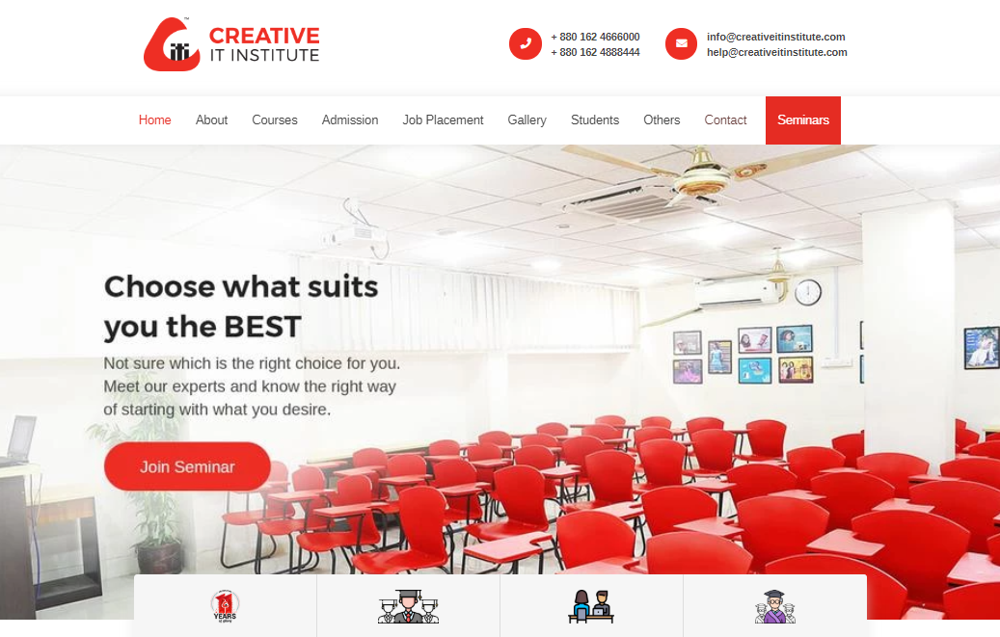 CREATIVE
IT INSTITUTE
+ 880 162 4666000
+ 880 162 4888444
info@creativeitinstitute.com
help@creativeitinstitute.com
Home About Courses Admission Job Placement Gallery Students Others Contact Seminars
Choose what suits
you the BEST
Not sure which is the right choice for you.
Meet our experts and know the right way
of starting with what you desire.
Join Seminar
YEARS